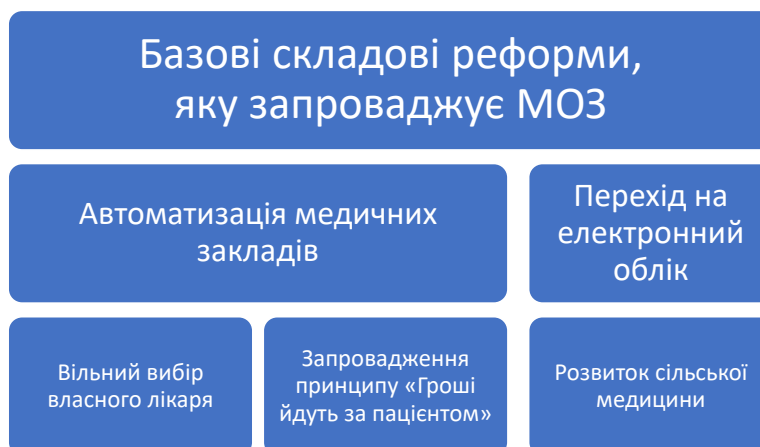 Базові складові реформи,
яку запроваджує МОЗ
Автоматизація медичних
закладів
Перехід на
електронний
облік
Вільний вибір
власного лікаря
Запровадження
принципу «Гроші
йдуть за пацієнтом»
Розвиток сільської
медицини